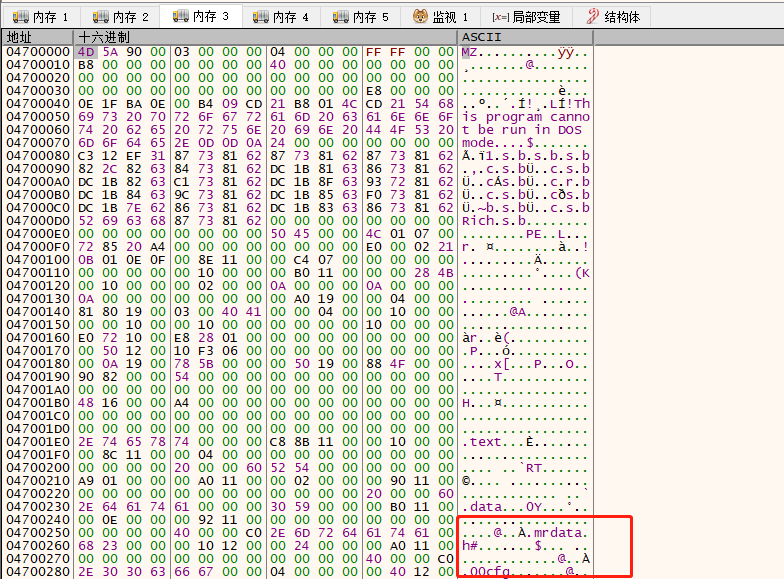 内存 1 内存 2 内存 3 内存 4 内存 5 监视 1 [x=] 局部变量 结构体
地址 十六进制 ASCII
04700000 4D 5A 90 00 03 00 00 00 04 00 00 00 FF FF 00 00 MZ..........ÿÿ..
04700010 B8 00 00 00 00 00 00 00 40 00 00 00 00 00 00 00 ¸.......@.......
04700020 00 00 00 00 00 00 00 00 00 00 00 00 00 00 00 00 ................
04700030 00 00 00 00 00 00 00 00 00 00 00 00 E8 00 00 00 ............è...
04700040 0E 1F BA 0E 00 B4 09 CD 21 B8 01 4C CD 21 54 68 ..º..´.Í!¸.LÍ!Th
04700050 69 73 20 70 72 6F 67 72 61 6D 20 63 61 6E 6E 6F is program canno
04700060 74 20 62 65 20 72 75 6E 20 69 6E 20 44 4F 53 20 t be run in DOS
04700070 6D 6F 64 65 2E 0D 0D 0A 24 00 00 00 00 00 00 00 mode....$.......
04700080 C3 12 EF 31 87 73 81 62 87 73 81 62 87 73 81 62 Ã.ï1.s.b.s.b.s.b
04700090 82 2C 82 63 84 73 81 62 DC 1B 81 63 86 73 81 62 .,.c.s.bÜ..c.s.b
047000A0 DC 1B 82 63 C1 73 81 62 DC 1B 8F 63 93 72 81 62 Ü..cÁs.bÜ..c.r.b
047000B0 DC 1B 84 63 9C 73 81 62 DC 1B 85 63 F0 73 81 62 Ü..c.s.bÜ..cðs.b
047000C0 DC 1B 7E 62 86 73 81 62 DC 1B 83 63 86 73 81 62 Ü.~b.s.bÜ..c.s.b
047000D0 52 69 63 68 87 73 81 62 00 00 00 00 00 00 00 00 Rich.s.b........
047000E0 00 00 00 00 00 00 00 00 50 45 00 00 4C 01 07 00 ........PE..L...
047000F0 72 85 20 A4 00 00 00 00 00 00 00 00 E0 00 02 21 r. ¤........à..!
04700100 0B 01 0E 0F 00 8E 11 00 00 C4 07 00 00 00 00 00 .........Ä......
04700110 00 00 00 00 00 10 00 00 00 B0 11 00 00 00 28 4B .........°....(K
04700120 00 10 00 00 00 02 00 00 0A 00 00 00 0A 00 00 00 ................
04700130 0A 00 00 00 00 00 00 00 00 A0 19 00 00 04 00 00 ......... ......
04700140 81 80 19 00 03 00 40 41 00 00 04 00 00 10 00 00 ......@A........
04700150 00 00 10 00 00 10 00 00 00 00 00 00 10 00 00 00 ................
04700160 E0 72 10 00 E8 28 01 00 00 00 00 00 00 00 00 00 àr..è(..........
04700170 00 50 12 00 10 F3 06 00 00 00 00 00 00 00 00 00 .P...ó..........
04700180 00 0A 19 00 78 5B 00 00 00 50 19 00 88 4F 00 00 ....x[...P...O..
04700190 90 82 00 00 54 00 00 00 00 00 00 00 00 00 00 00 ....T...........
047001A0 00 00 00 00 00 00 00 00 00 00 00 00 00 00 00 00 ................
047001B0 48 16 00 00 A4 00 00 00 00 00 00 00 00 00 00 00 H...¤...........
047001C0 00 00 00 00 00 00 00 00 00 00 00 00 00 00 00 00 ................
047001D0 00 00 00 00 00 00 00 00 00 00 00 00 00 00 00 00 ................
047001E0 2E 74 65 78 74 00 00 00 C8 8B 11 00 00 10 00 00 .text...È.......
047001F0 00 8C 11 00 00 04 00 00 00 00 00 00 00 00 00 00 ................
04700200 00 00 00 00 20 00 00 60 52 54 00 00 00 00 00 00 .... ..`RT......
04700210 A9 01 00 00 00 A0 11 00 00 02 00 00 00 90 11 00 ©.... ..........
04700220 00 00 00 00 00 00 00 00 00 00 00 00 20 00 00 60 ............ ..`
04700230 2E 64 61 74 61 00 00 00 30 59 00 00 00 B0 11 00 .data...0Y...°..
04700240 00 0E 00 00 00 92 11 00 00 00 00 00 00 00 00 00 ................
04700250 00 00 00 00 40 00 00 C0 2E 6D 72 64 61 74 61 00 ....@..À.mrdata.
04700260 68 23 00 00 00 10 12 00 00 24 00 00 00 A0 11 00 h#.......$... ..
04700270 00 00 00 00 00 00 00 00 00 00 00 00 40 00 00 C0 ............@..À
04700280 2E 30 30 63 66 67 00 00 04 00 00 00 00 40 12 00 .00cfg.......@..